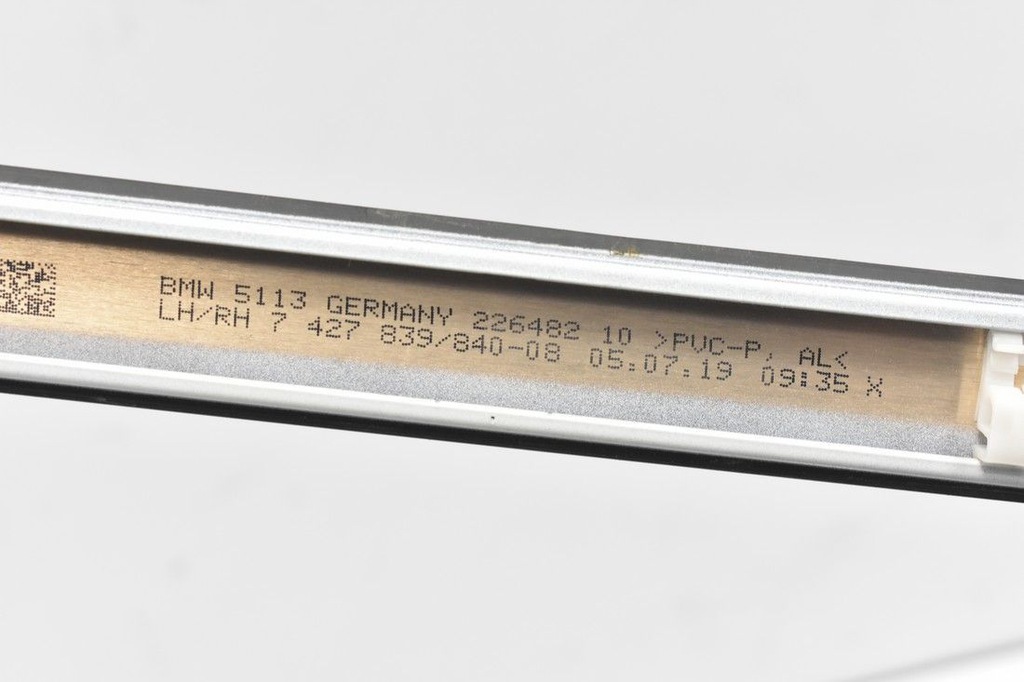 BMW 5113 GERMANY 226482 10 >PVC-P, AL<
LH/RH 7 427 839/840-08 05.07.19 09:35 X